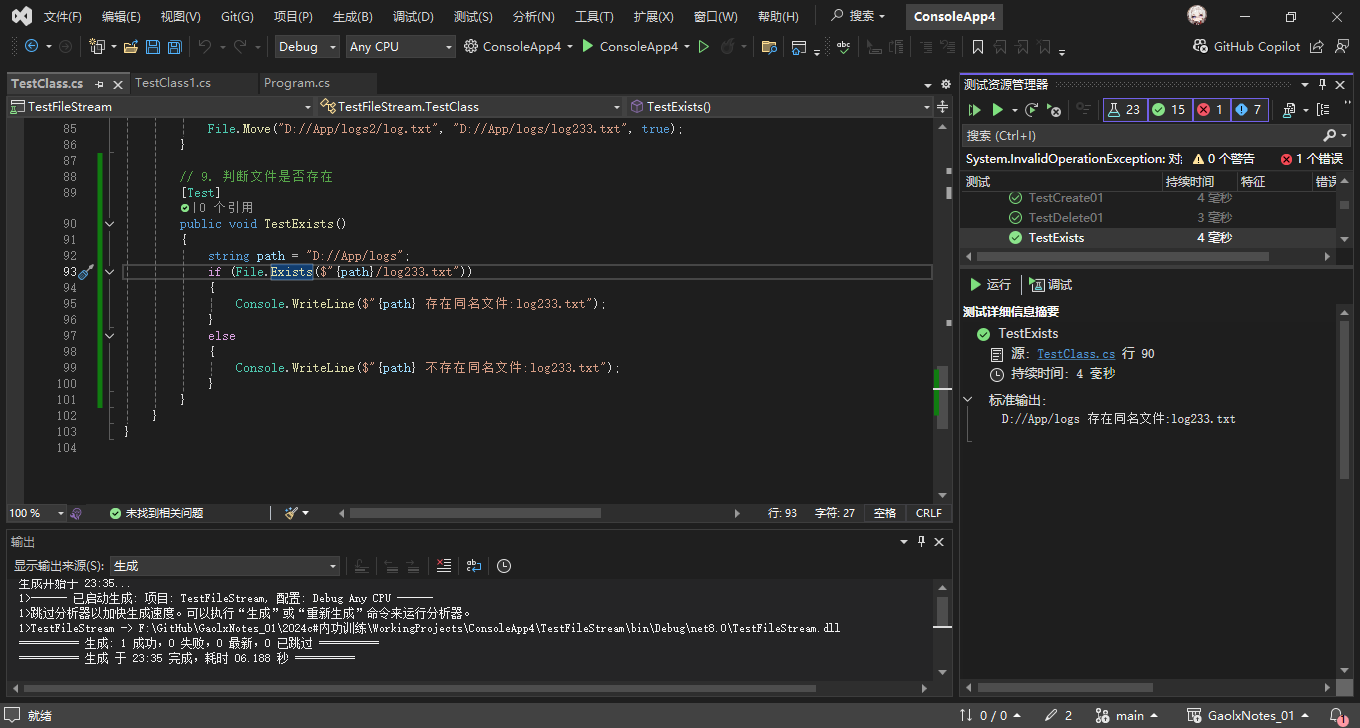 文件(F) 编辑(E) 视图(V) Git(G) 项目(P) 生成(B) 调试(D) 测试(S) 分析(N) 工具(T) 扩展(X) 窗口(W) 帮助(H) 搜索 ConsoleApp4
Debug Any CPU ConsoleApp4 ConsoleApp4 abc GitHub Copilot
TestClass.cs TestClass1.cs Program.cs
TestFileStream TestFileStream.TestClass TestExists()
85 File.Move("D://App/logs2/log.txt", "D://App/logs/log233.txt", true);
86 }
87
88 // 9. 判断文件是否存在
89 [Test]
|0 个引用
90 public void TestExists()
91 {
92 string path = "D://App/logs";
93 if (File.Exists($"{path}/log233.txt"))
94 {
95 Console.WriteLine($"{path} 存在同名文件:log233.txt");
96 }
97 else
98 {
99 Console.WriteLine($"{path} 不存在同名文件:log233.txt");
100 }
101 }
102 }
103 }
104
100 % 未找到相关问题 行: 93 字符: 27 空格 CRLF
输出
显示输出来源(S): 生成
生成开始于 23:35...
1>------ 已启动生成: 项目: TestFileStream, 配置: Debug Any CPU ------
1>跳过分析器以加快生成速度。可以执行“生成”或“重新生成”命令来运行分析器。
1>TestFileStream -> F:\GitHub\GaolxNotes_01\2024c#内功训练\WorkingProjects\ConsoleApp4\TestFileStream\bin\Debug\net8.0\TestFileStream.dll
========== 生成: 1 成功，0 失败，0 最新，0 已跳过 ==========
========== 生成 于 23:35 完成，耗时 06.188 秒 ==========
测试资源管理器
23 15 1 7
搜索 (Ctrl+I)
System.InvalidOperationException: 对 0 个警告 1 个错误
测试 持续时间 特征 错误
TestCreate01 4 毫秒
TestDelete01 3 毫秒
TestExists 4 毫秒
运行 调试
测试详细信息摘要
TestExists
源: TestClass.cs 行 90
持续时间: 4 毫秒
标准输出:
D://App/logs 存在同名文件:log233.txt
就绪 0 / 0 2 main GaolxNotes_01 1